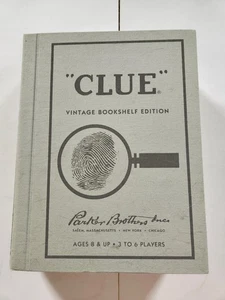 "CLUE"®
VINTAGE BOOKSHELF EDITION
Parker Brothers Inc
SALEM, MASSACHUSETTS • NEW YORK • CHICAGO
AGES 8 & UP • 3 TO 6 PLAYERS